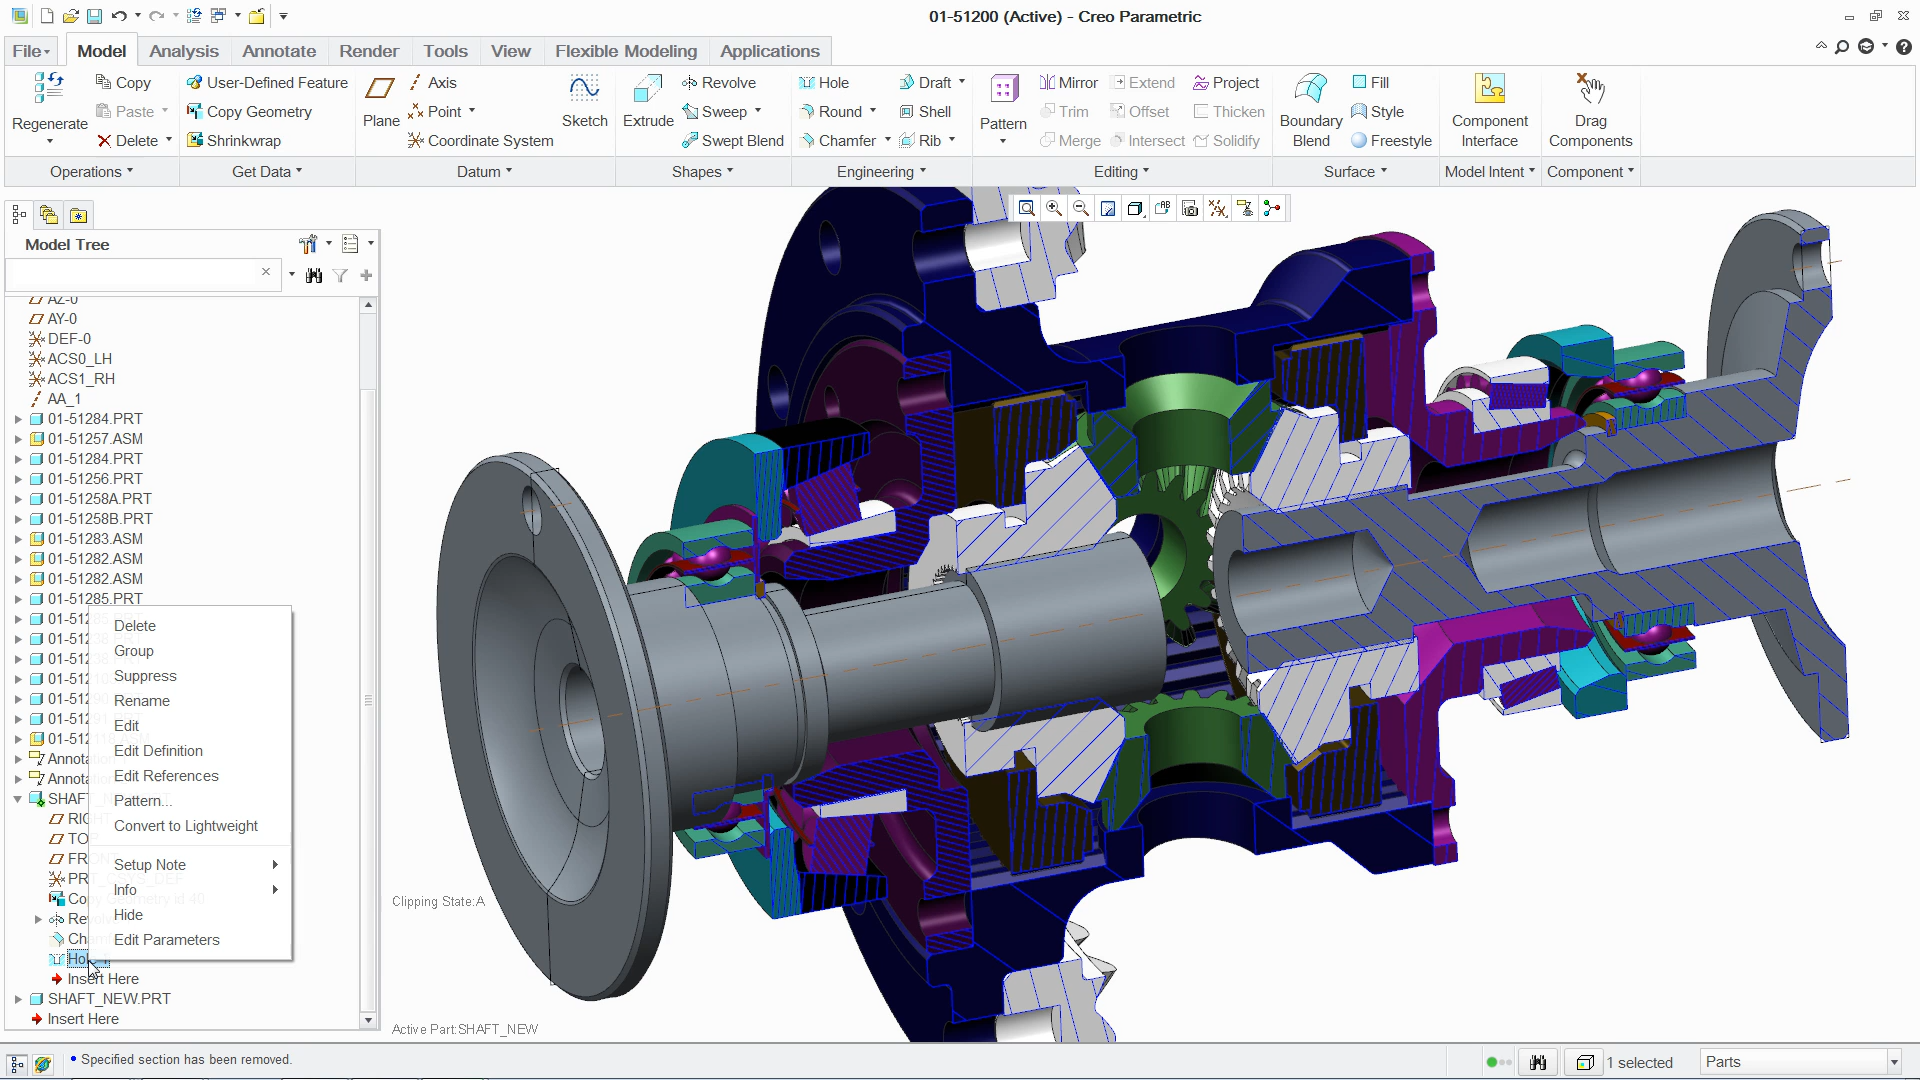 01-51200 (Active) - Creo Parametric
File
Model
Analysis
Annotate
Render
Tools
View
Flexible Modeling
Applications
Regenerate
Copy
Paste
Delete
Operations
User-Defined Feature
Copy Geometry
Shrinkwrap
Get Data
Plane
Axis
Point
Coordinate System
Sketch
Datum
Extrude
Revolve
Sweep
Swept Blend
Shapes
Hole
Round
Chamfer
Draft
Shell
Rib
Engineering
Pattern
Mirror
Trim
Merge
Extend
Offset
Intersect
Project
Thicken
Solidify
Editing
Boundary Blend
Fill
Style
Freestyle
Surface
Component Interface
Model Intent
Drag Components
Component
Model Tree
AZ-0
AY-0
DEF-0
ACS0_LH
ACS1_RH
AA_1
01-51284.PRT
01-51257.ASM
01-51284.PRT
01-51256.PRT
01-51258A.PRT
01-51258B.PRT
01-51283.ASM
01-51282.ASM
01-51282.ASM
01-51285.PRT
Delete
Group
Suppress
Rename
Edit
Edit Definition
Edit References
Pattern...
Convert to Lightweight
Setup Note
Info
Hide
Edit Parameters
Insert Here
SHAFT_NEW.PRT
Insert Here
Clipping State:A
Active Part:SHAFT_NEW
Specified section has been removed.
1 selected
Parts